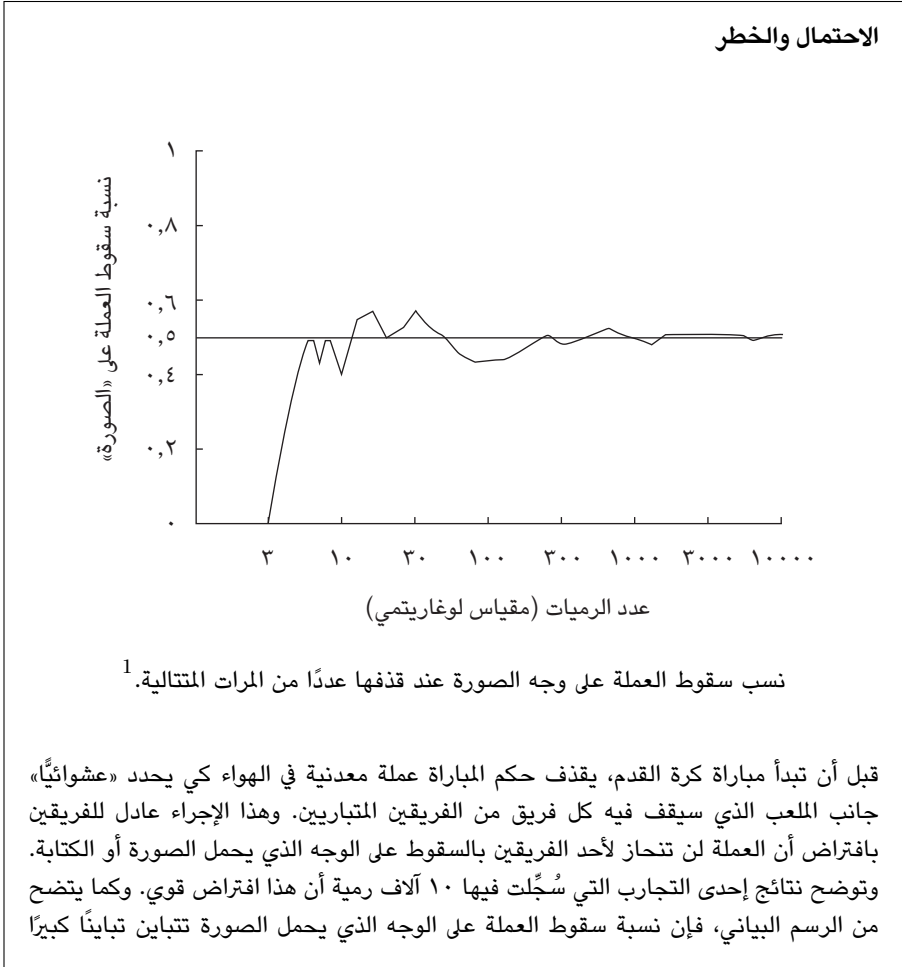 الاحتمال والخطر
نسبة سقوط العملة على «الصورة»
١
٠٫٨
٠٫٦
٠٫٥
٠٫٤
٠٫٢
٠
٣ ١٠ ٣٠ ١٠٠ ٣٠٠ ١٠٠٠ ٣٠٠٠ ١٠٠٠٠
عدد الرميات (مقياس لوغاريتمي)
نسب سقوط العملة على وجه الصورة عند قذفها عددًا من المرات المتتالية.1
قبل أن تبدأ مباراة كرة القدم، يقذف حكم المباراة عملة معدنية في الهواء كي يحدد «عشوائيًّا»
جانب الملعب الذي سيقف فيه كل فريق من الفريقين المتباريين. وهذا الإجراء عادل للفريقين
بافتراض أن العملة لن تنحاز لأحد الفريقين بالسقوط على الوجه الذي يحمل الصورة أو الكتابة.
وتوضح نتائج إحدى التجارب التي سُجِّلت فيها ١٠ آلاف رمية أن هذا افتراض قوي. وكما يتضح
من الرسم البياني، فإن نسبة سقوط العملة على الوجه الذي يحمل الصورة تتباين تباينًا كبيرًا